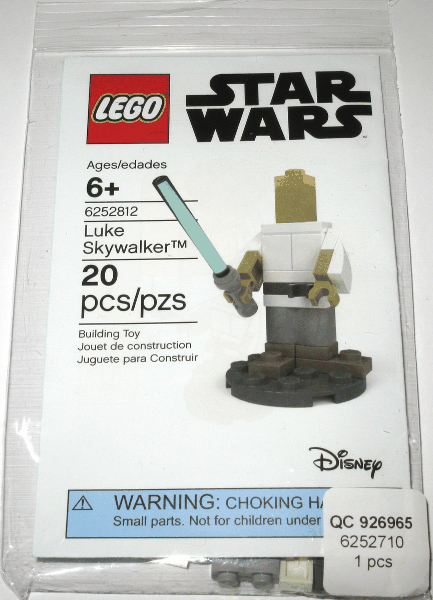 LEGO
STAR
WARS
Ages/edades
6+
6252812
Luke
Skywalker™
20
pcs/pzs
Building Toy
Jouet de construction
Juguete para Construir
Disney
WARNING: CHOKING HA
Small parts. Not for children under
QC 926965
6252710
1 pcs